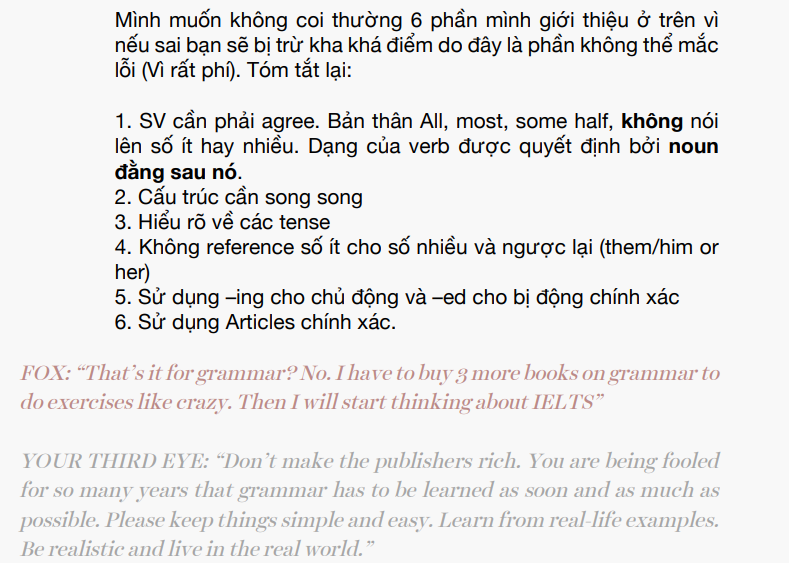 Mình muốn không coi thường 6 phần mình giới thiệu ở trên vì
nếu sai bạn sẽ bị trừ kha khá điểm do đây là phần không thể mắc
lỗi (Vì rất phí). Tóm tắt lại:
1. SV cần phải agree. Bản thân All, most, some half, không nói
lên số ít hay nhiều. Dạng của verb được quyết định bởi noun
đằng sau nó.
2. Cấu trúc cần song song
3. Hiểu rõ về các tense
4. Không reference số ít cho số nhiều và ngược lại (them/him or
her)
5. Sử dụng –ing cho chủ động và –ed cho bị động chính xác
6. Sử dụng Articles chính xác.
FOX: “That’s it for grammar? No. I have to buy 3 more books on grammar to
do exercises like crazy. Then I will start thinking about IELTS”
YOUR THIRD EYE: “Don’t make the publishers rich. You are being fooled
for so many years that grammar has to be learned as soon and as much as
possible. Please keep things simple and easy. Learn from real-life examples.
Be realistic and live in the real world.”